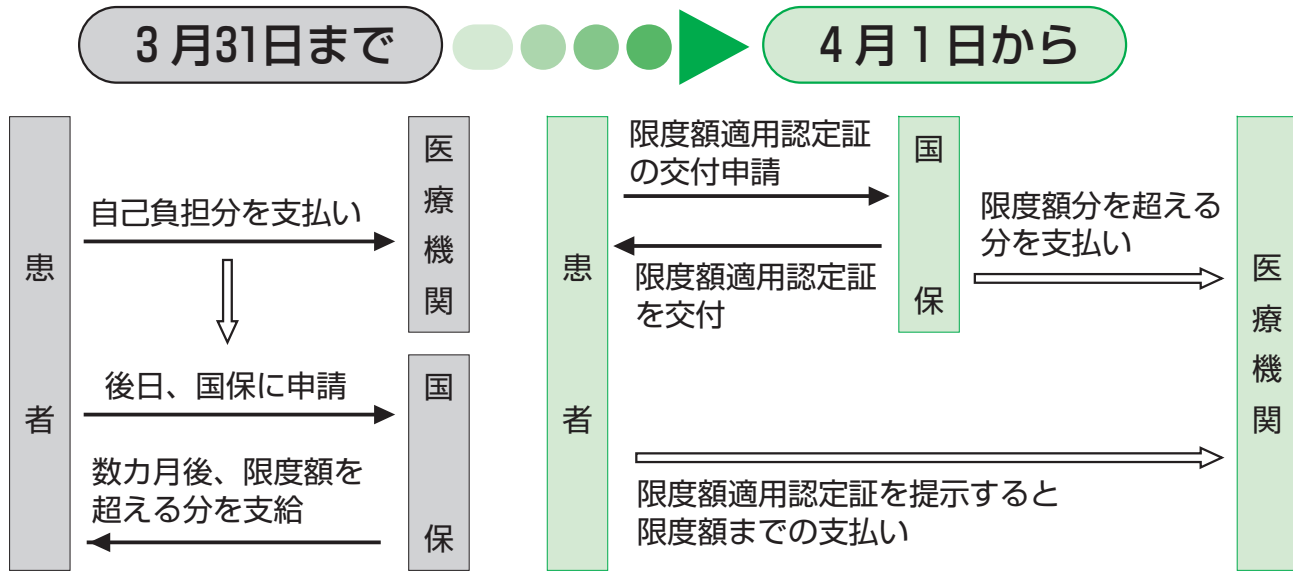 3月31日まで
4月1日から
患者
自己負担分を支払い
医療機関
後日、国保に申請
国保
数カ月後、限度額を
超える分を支給
患者
限度額適用認定証
の交付申請
国保
限度額適用認定証
を交付
限度額分を超える
分を支払い
医療機関
限度額適用認定証を提示すると
限度額までの支払い